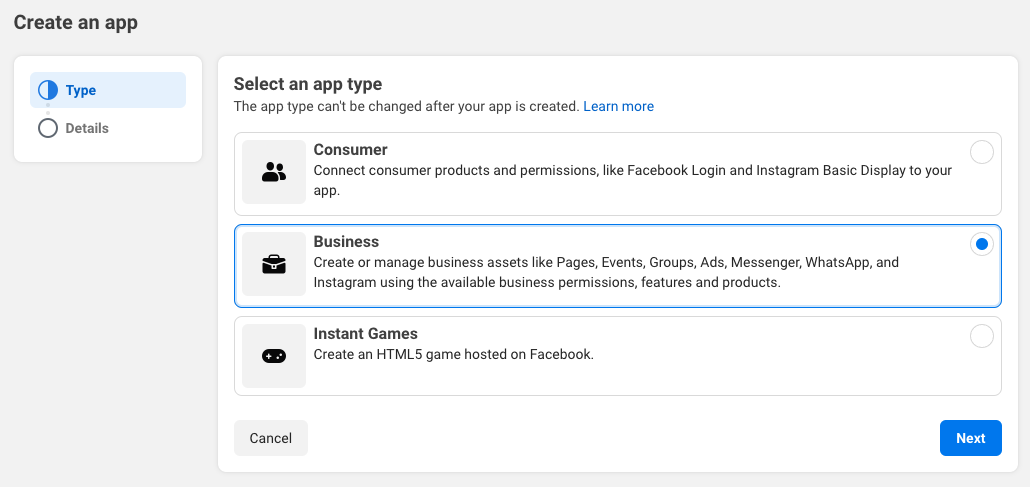 Create an app
Type
Details
Select an app type
The app type can't be changed after your app is created. Learn more
Consumer
Connect consumer products and permissions, like Facebook Login and Instagram Basic Display to your
app.
Business
Create or manage business assets like Pages, Events, Groups, Ads, Messenger, WhatsApp, and
Instagram using the available business permissions, features and products.
Instant Games
Create an HTML5 game hosted on Facebook.
Cancel
Next